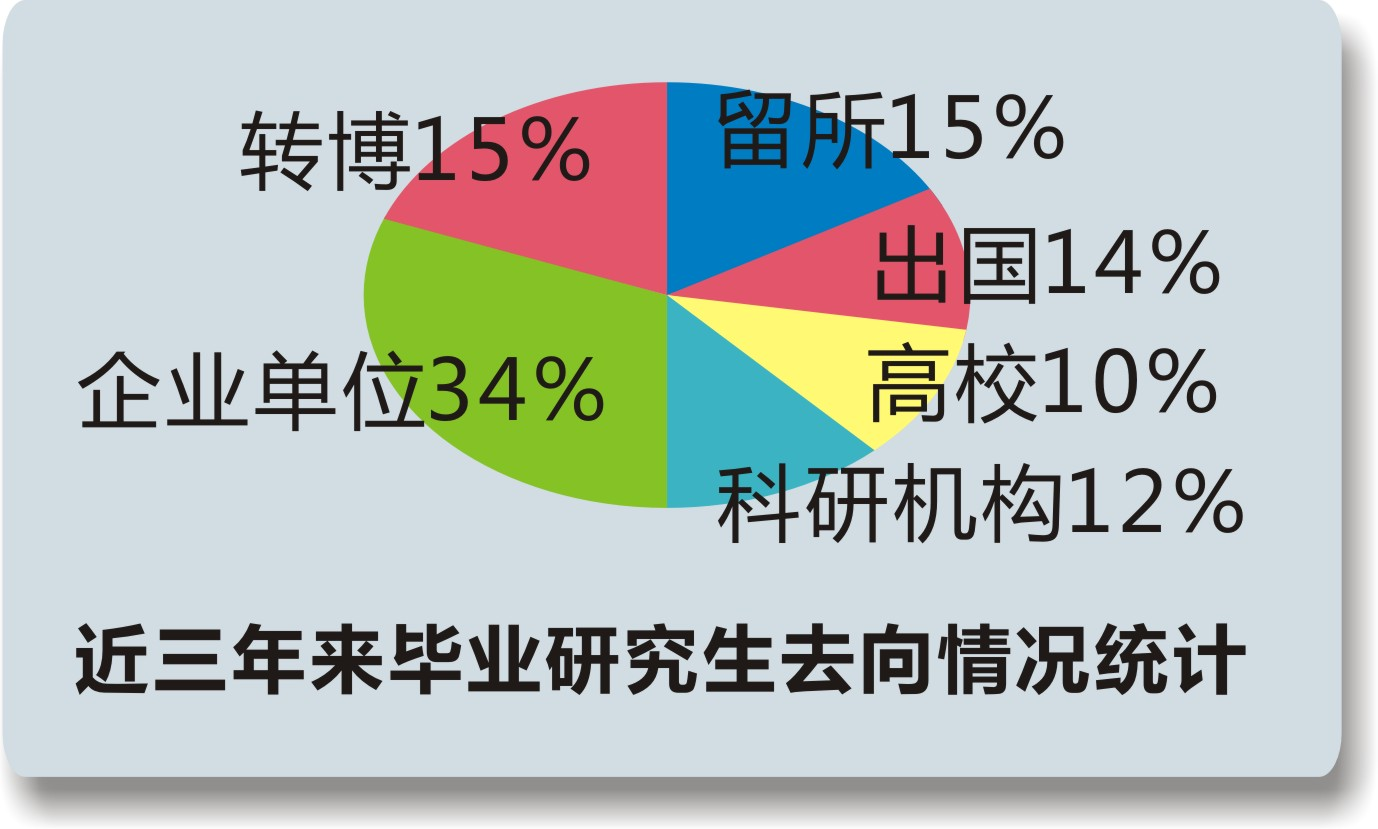 转博15%
留所15%
出国14%
企业单位34%
高校10%
科研机构12%
近三年来毕业研究生去向情况统计